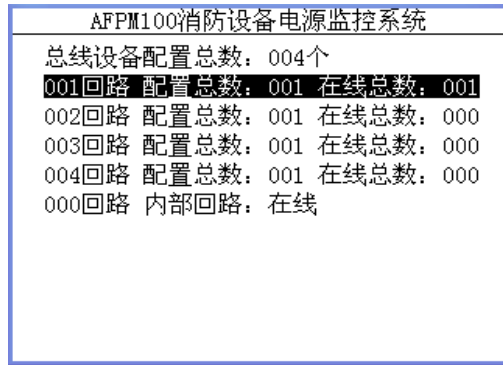 AFPM100消防设备电源监控系统
总线设备配置总数：004个
001回路 配置总数：001 在线总数：001
002回路 配置总数：001 在线总数：000
003回路 配置总数：001 在线总数：000
004回路 配置总数：001 在线总数：000
000回路 内部回路：在线